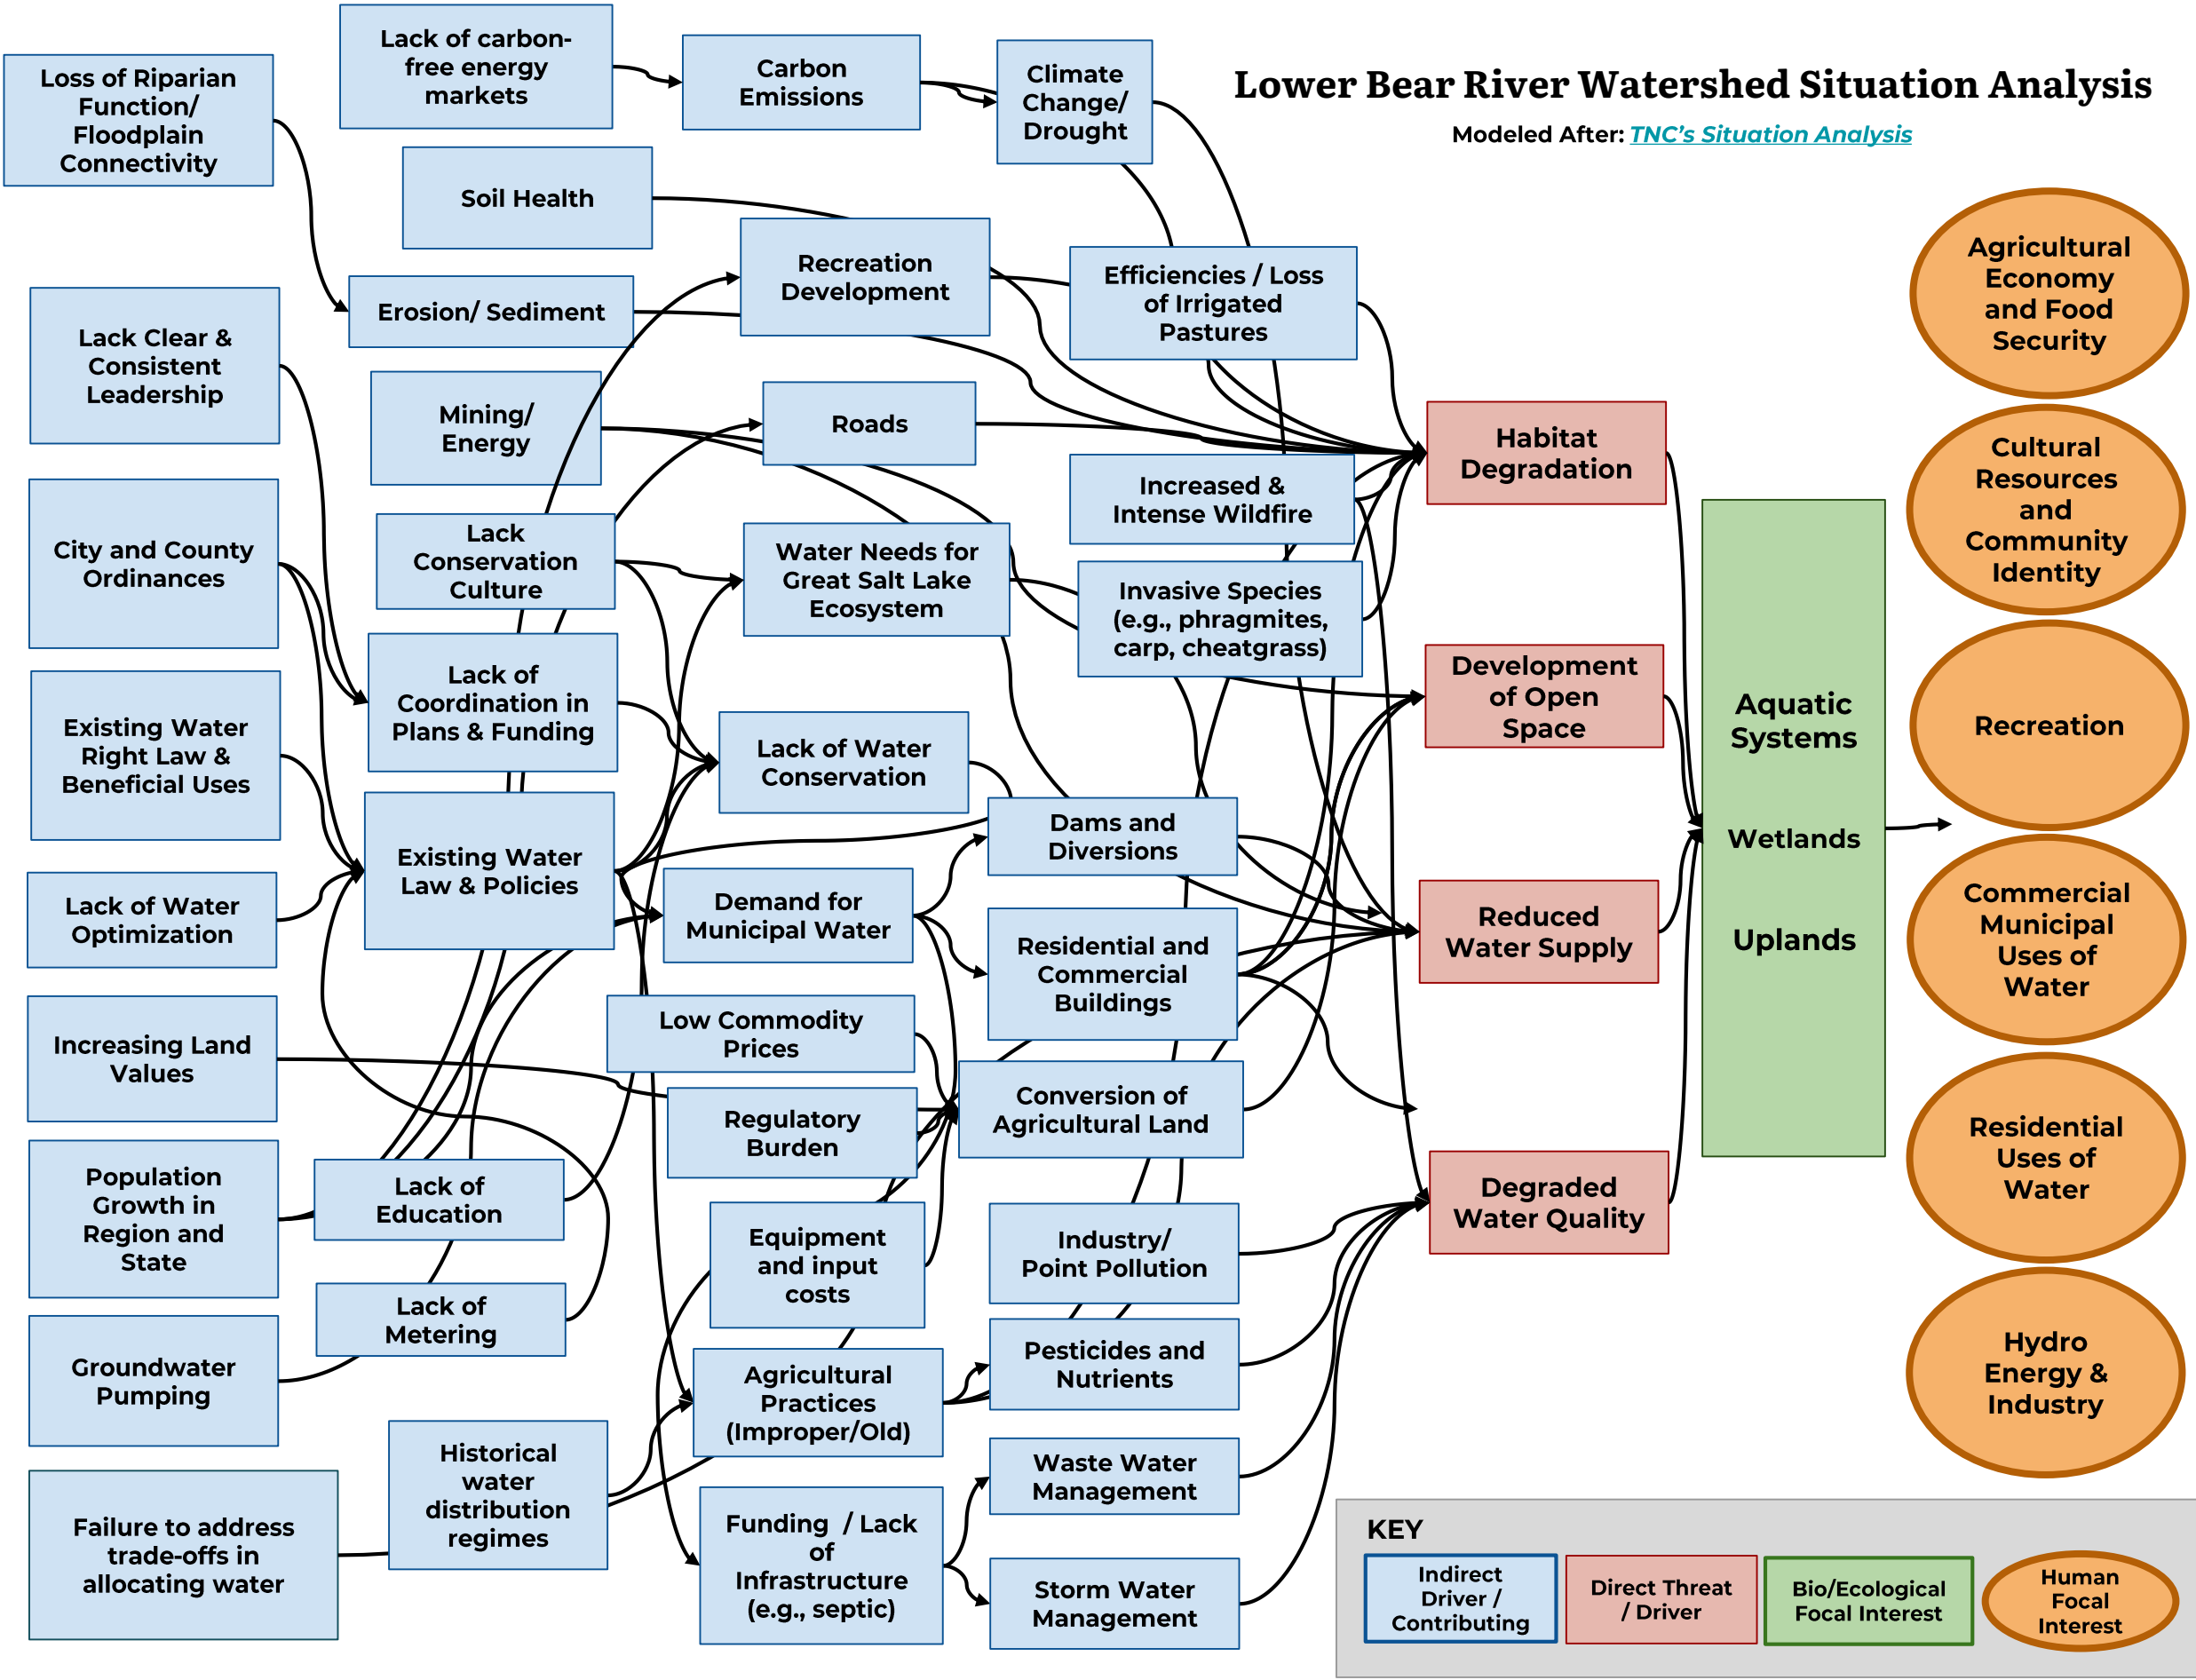 Lower Bear River Watershed Situation Analysis
Modeled After: TNC's Situation Analysis
Loss of Riparian
Function/
Floodplain
Connectivity
Lack of carbon-
free energy
markets
Carbon
Emissions
Climate
Change/
Drought
Soil Health
Recreation
Development
Efficiencies / Loss
of Irrigated
Pastures
Erosion/ Sediment
Lack Clear &
Consistent
Leadership
Mining/
Energy
Roads
Increased &
Intense Wildfire
City and County
Ordinances
Lack
Conservation
Culture
Water Needs for
Great Salt Lake
Ecosystem
Invasive Species
(e.g., phragmites,
carp, cheatgrass)
Existing Water
Right Law &
Beneficial Uses
Lack of
Coordination in
Plans & Funding
Lack of Water
Conservation
Dams and
Diversions
Existing Water
Law & Policies
Lack of Water
Optimization
Demand for
Municipal Water
Residential and
Commercial
Buildings
Increasing Land
Values
Low Commodity
Prices
Regulatory
Burden
Conversion of
Agricultural Land
Population
Growth in
Region and
State
Lack of
Education
Equipment
and input
costs
Industry/
Point Pollution
Lack of
Metering
Groundwater
Pumping
Agricultural
Practices
(Improper/Old)
Pesticides and
Nutrients
Historical
water
distribution
regimes
Waste Water
Management
Failure to address
trade-offs in
allocating water
Funding / Lack
of
Infrastructure
(e.g., septic)
Storm Water
Management
Habitat
Degradation
Development
of Open
Space
Reduced
Water Supply
Degraded
Water Quality
Aquatic
Systems
Wetlands
Uplands
Agricultural
Economy
and Food
Security
Cultural
Resources
and
Community
Identity
Recreation
Commercial
Municipal
Uses of
Water
Residential
Uses of
Water
Hydro
Energy &
Industry
KEY
Indirect
Driver /
Contributing
Direct Threat
/ Driver
Bio/Ecological
Focal Interest
Human
Focal
Interest